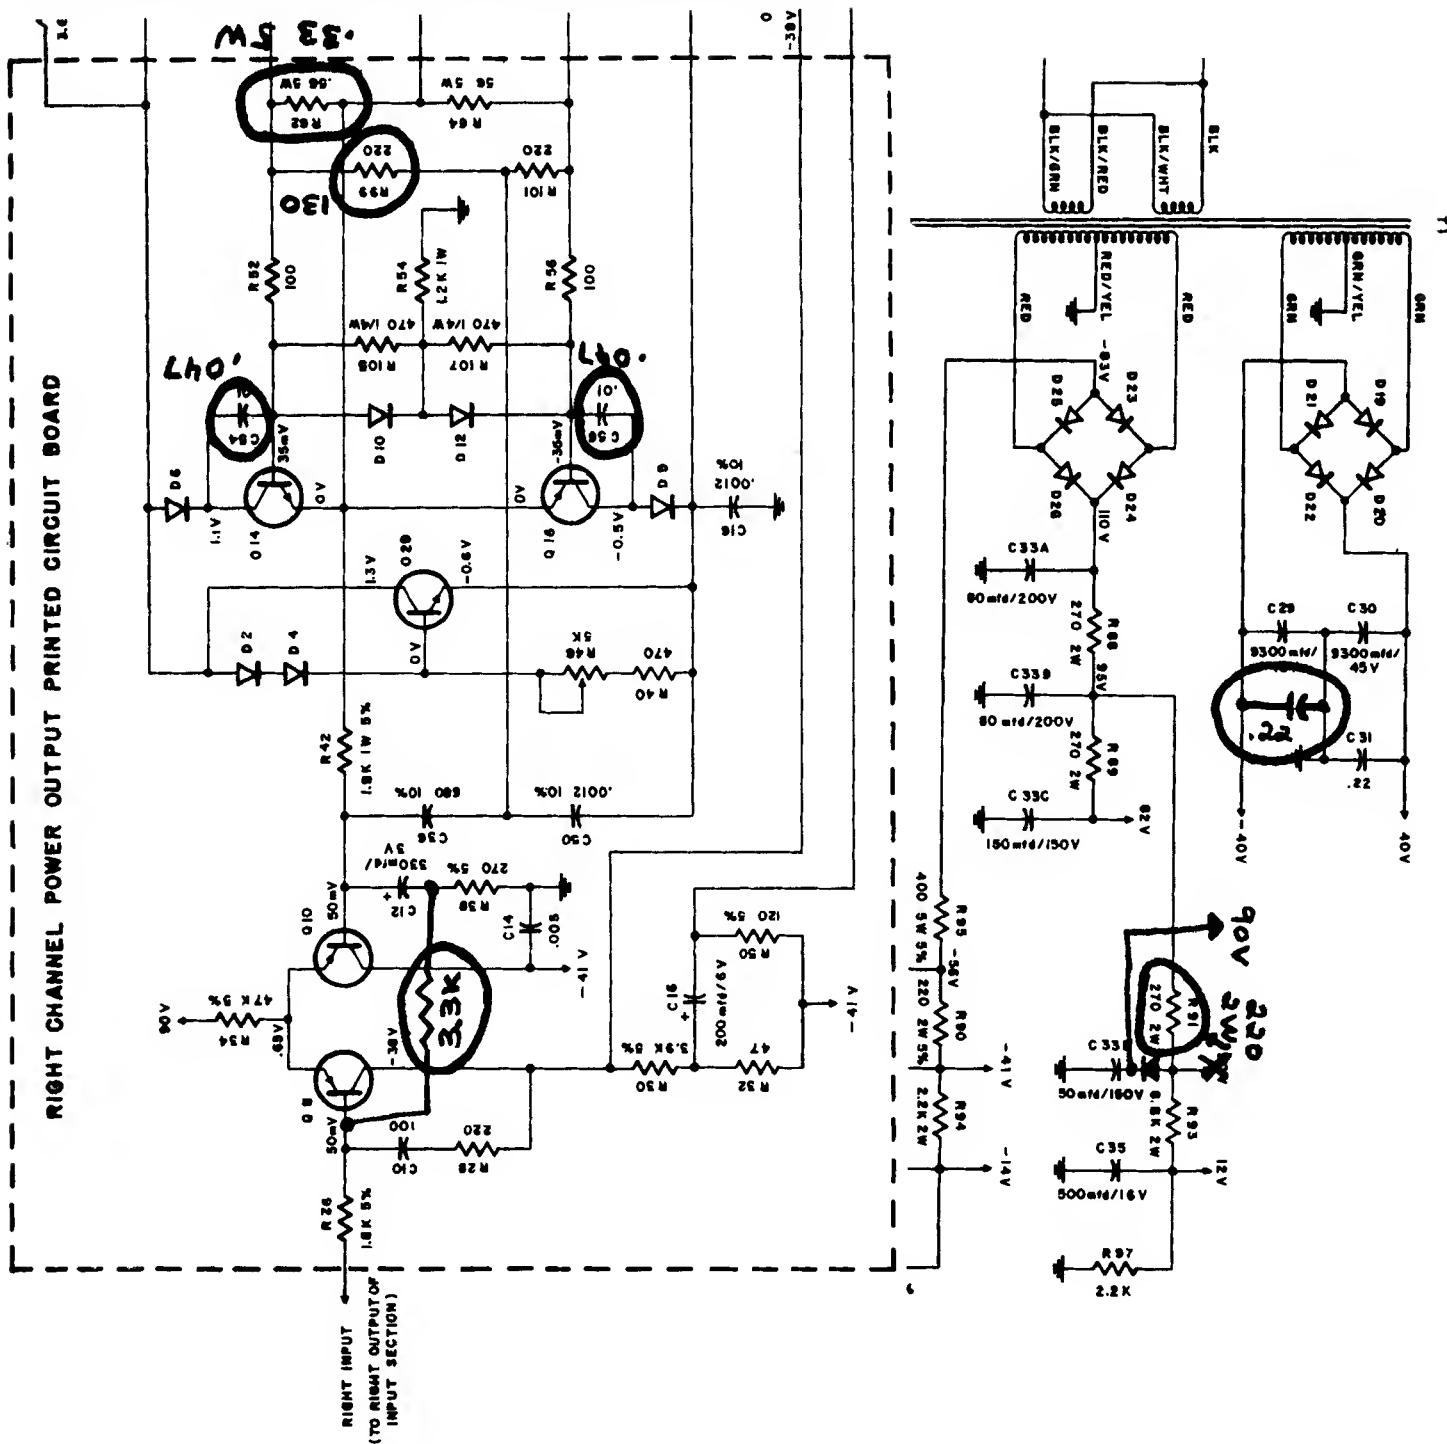 RIGHT CHANNEL POWER OUTPUT PRINTED CIRCUIT BOARD
.33
5W
.56 5W
R62
56 5W
R64
220
R99
130
220
R101
R52
100
R54
1.2K 1W
R56
100
470 1/4W
R105
470 1/4W
R107
.047
C54
.047
.01
C56
35mV
-35mV
D10
D12
D6
1.1V
Q14
0V
0V
Q16
-0.5V
D9
10%
.0012
C16
1.3V
Q28
-0.6V
0V
D2
D4
5K
R46
470
R40
R42
1.8K 1W 5%
680 10%
C36
.0012 10%
C50
330mfd/
3V
C12
+
270 5%
R38
C14
.005
50mV
Q10
-41V
3.3K
90V
47K 5%
R34
.65V
-38V
Q8
50mV
100
C10
220
R28
120 5%
R50
C16
200mfd/6V
+
3.9K 5%
R30
47
R32
-41V
R26
1.8K 5%
RIGHT INPUT
(TO RIGHT OUTPUT OF
INPUT SECTION)
0
-38V
BLK/GRN
BLK/RED
BLK/WHT
BLK
T1
RED
RED/YEL
RED
GRN
GRN/YEL
GRN
-83V
D25
D23
D26
D24
110V
D21
D19
D22
D20
C33A
80mfd/200V
270 2W
R88
95V
C33B
80mfd/200V
270 2W
R89
C33C
150mfd/150V
82V
C29
9300mfd/
C30
9300mfd/
45V
.22
C31
.22
-40V
40V
400 5W 5%
R95
-56V
220 2W 5%
R90
-41V
2.2K 2W
R94
-14V
90V
220
2W
R91
270 2W
50mfd/150V
6.8K 2W
R93
C35
500mfd/16V
12V
R97
2.2K